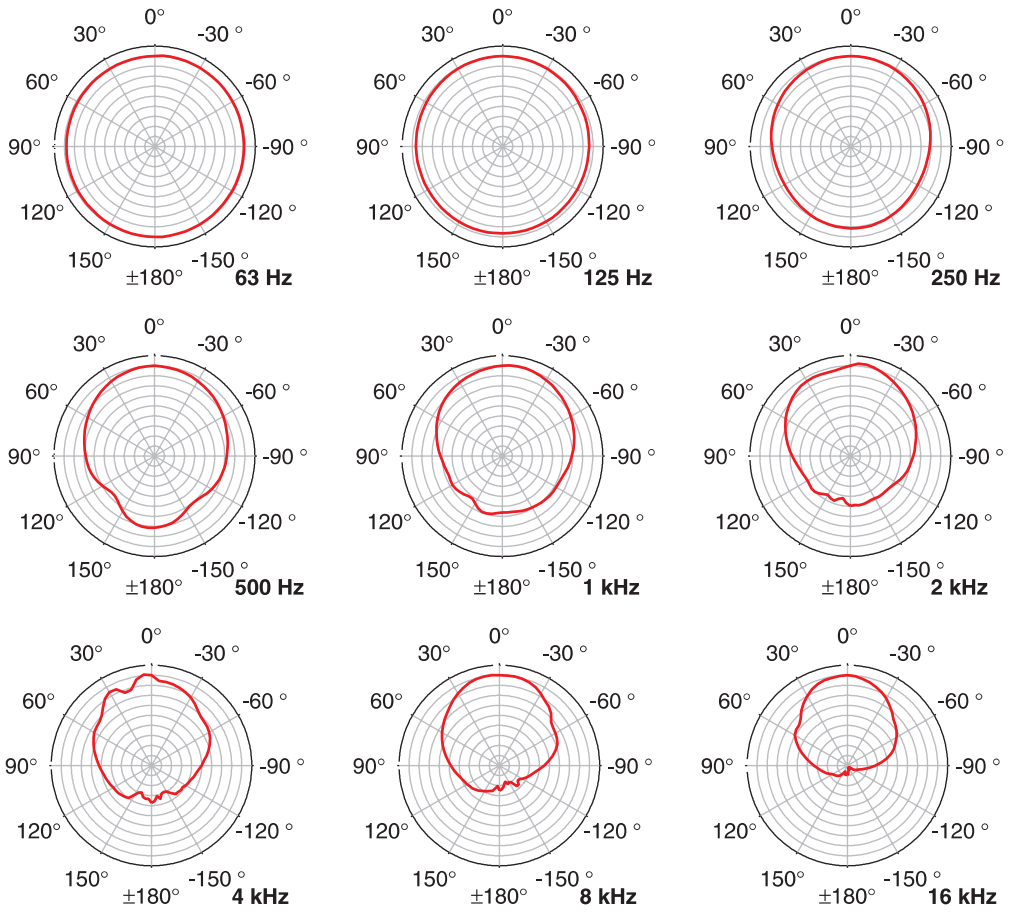 0° 0° 0°
30° -30° 30° -30° 30° -30°
60° -60 ° 60° -60 ° 60° -60 °
90° -90 ° 90° -90 ° 90° -90 °
120° -120 ° 120° -120 ° 120° -120 °
150° -150 ° 150° -150 ° 150° -150 °
±180° 63 Hz ±180° 125 Hz ±180° 250 Hz
0° 0° 0°
30° -30° 30° -30° 30° -30°
60° -60 ° 60° -60 ° 60° -60 °
90° -90 ° 90° -90 ° 90° -90 °
120° -120 ° 120° -120 ° 120° -120 °
150° -150 ° 150° -150 ° 150° -150 °
±180° 500 Hz ±180° 1 kHz ±180° 2 kHz
0° 0° 0°
30° -30° 30° -30° 30° -30°
60° -60 ° 60° -60 ° 60° -60 °
90° -90 ° 90° -90 ° 90° -90 °
120° -120 ° 120° -120 ° 120° -120 °
150° -150 ° 150° -150 ° 150° -150 °
±180° 4 kHz ±180° 8 kHz ±180° 16 kHz